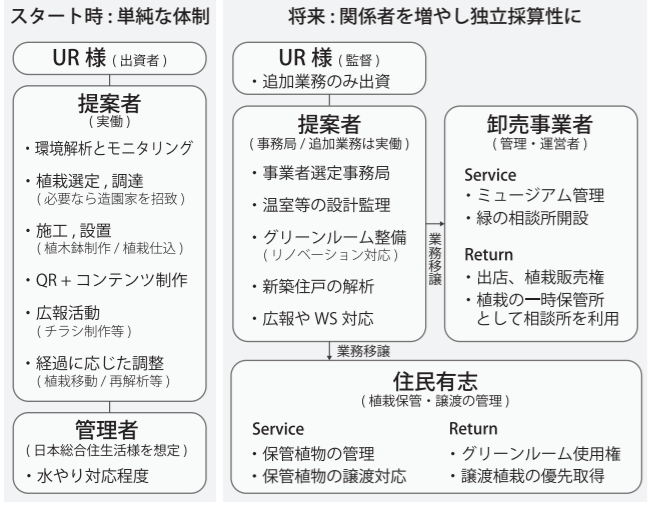 スタート時 : 単純な体制
UR 様 ( 出資者 )
提案者
( 実働 )
・環境解析とモニタリング
・植栽選定 , 調達
( 必要なら造園家を招致 )
・施工 , 設置
( 植木鉢制作 / 植栽仕込 )
・QR + コンテンツ制作
・広報活動
( チラシ制作等 )
・経過に応じた調整
( 植栽移動 / 再解析等 )
管理者
( 日本総合住生活様を想定 )
・水やり対応程度
将来 : 関係者を増やし独立採算性に
UR 様 ( 監督 )
・追加業務のみ出資
提案者
( 事務局 / 追加業務は実働 )
・事業者選定事務局
・温室等の設計監理
・グリーンルーム整備
( リノベーション対応 )
・新築住戸の解析
・広報や WS 対応
業務移譲
卸売事業者
( 管理・運営者 )
Service
・ミュージアム管理
・緑の相談所開設
Return
・出店、植栽販売権
・植栽の一時保管所
として相談所を利用
業務移譲
住民有志
( 植栽保管・譲渡の管理 )
Service
・保管植物の管理
・保管植物の譲渡対応
Return
・グリーンルーム使用権
・譲渡植栽の優先取得